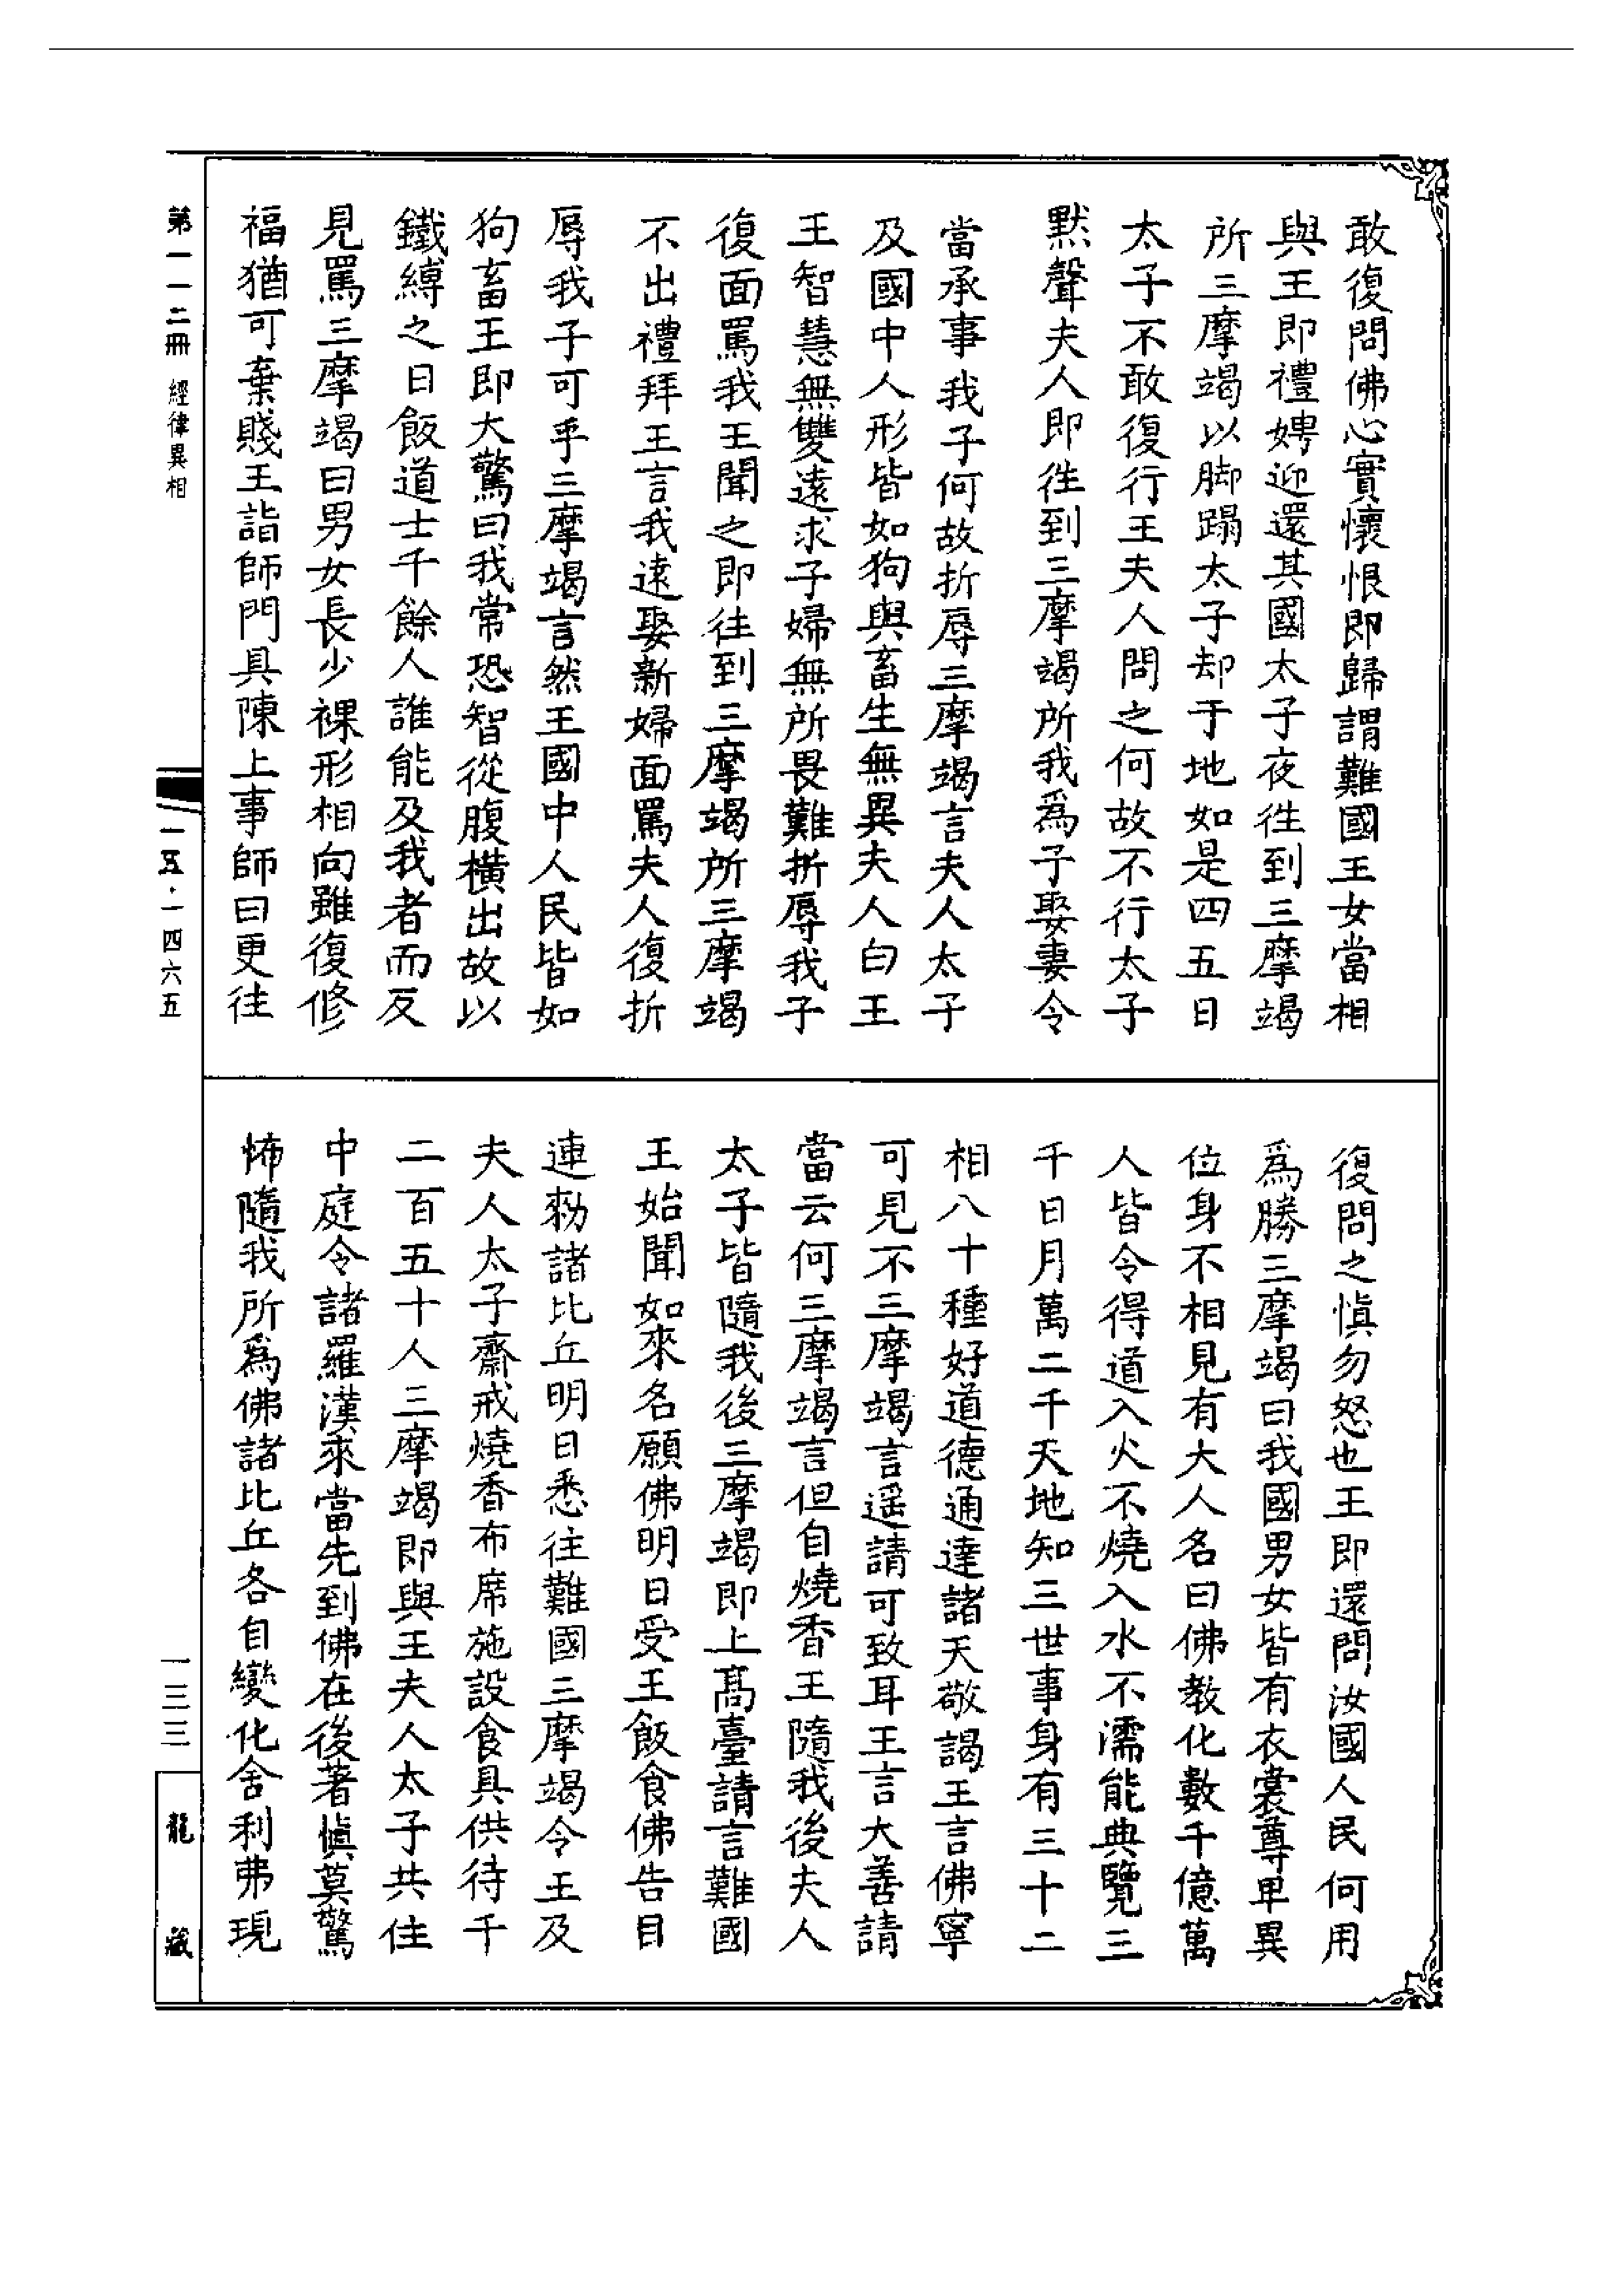 敢復問佛心實懷恨即歸謂難國王女當相
與王即禮娉迎還其國太子夜往到三摩竭
所三摩竭以脚蹋太子却于地如是四五日
太子不敢復行王夫人問之何故不行太子
默聲夫人即往到三摩竭所我爲子娶妻令
當承事我子何故折辱三摩竭言夫人太子
及國中人形皆如狗與畜生無異夫人白王
王智慧無雙遠求子婦無所畏難折辱我子
復面罵我王聞之即往到三摩竭所三摩竭
不出禮拜王言我遠娶新婦面罵夫人復折
辱我子可乎三摩竭言然王國中人民皆如
狗畜王即大驚曰我常恐智從腹橫出故以
鐵縛之日飯道士千餘人誰能及我者而反
見罵三摩竭曰男女長少裸形相向雖復修
福猶可棄賤王詣師門具陳上事師曰更往
復問之慎勿怒也王即還問汝國人民何用
爲勝三摩竭曰我國男女皆有衣裳尊卑異
位身不相見有大人名曰佛教化數千億萬
人皆令得道入火不燒入水不濡能典覽三
千日月萬二千天地知三世事身有三十二
相八十種好道德通達諸天敬謁王言佛寧
可見不三摩竭言遥請可致耳王言大善請
當云何三摩竭言但自燒香王隨我後夫人
太子皆隨我後三摩竭即上髙臺請言難國
王始聞如來名願佛明日受王飯食佛告目
連勑諸比丘明日悉往難國三摩竭令王及
夫人太子齋戒燒香布席施設食具供待千
二百五十人三摩竭即與王夫人太子共住
中庭令諸羅漢來當先到佛在後著慎莫驚
怖隨我所爲佛諸比丘各自變化舍利弗現
第一一二冊 經律異相
一五·一四六五
一三三
龍藏